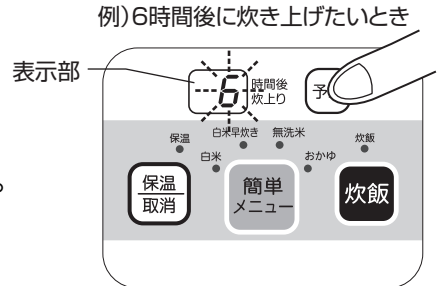 例)6時間後に炊き上げたいとき
表示部
6
時間後
炊上り
予
保温
白米早炊き
無洗米
炊飯
白米
おかゆ
保温
取消
簡単
メニュー
炊飯
。